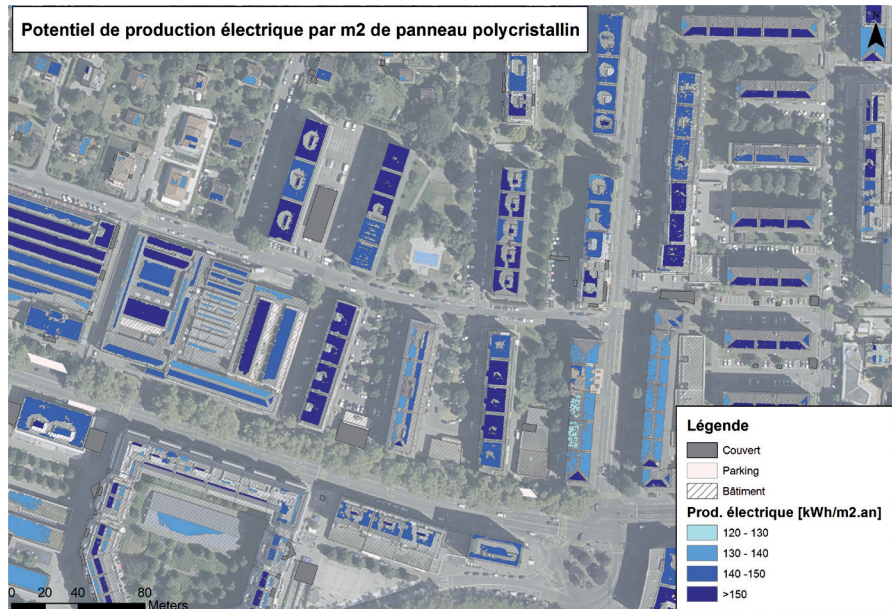 Potentiel de production électrique par m2 de panneau polycristallin
N
Légende
Couvert
Parking
Bâtiment
Prod. électrique [kWh/m2.an]
120 - 130
130 - 140
140 -150
>150
0 20 40 80
Meters